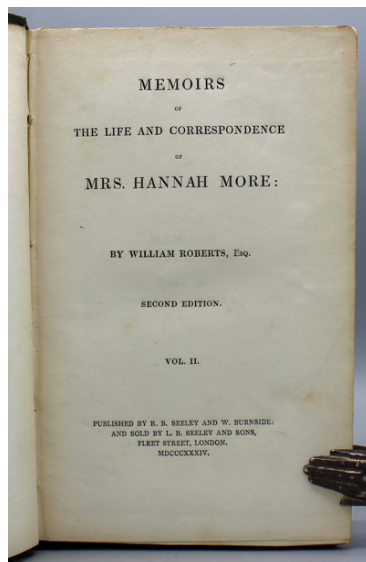 MEMOIRS
OF
THE LIFE AND CORRESPONDENCE
OF
MRS. HANNAH MORE:
BY WILLIAM ROBERTS, ESQ.
SECOND EDITION.
VOL. II.
PUBLISHED BY R. B. SEELEY AND W. BURNSIDE:
AND SOLD BY L. B. SEELEY AND SONS,
FLEET STREET, LONDON.
MDCCCXXXIV.